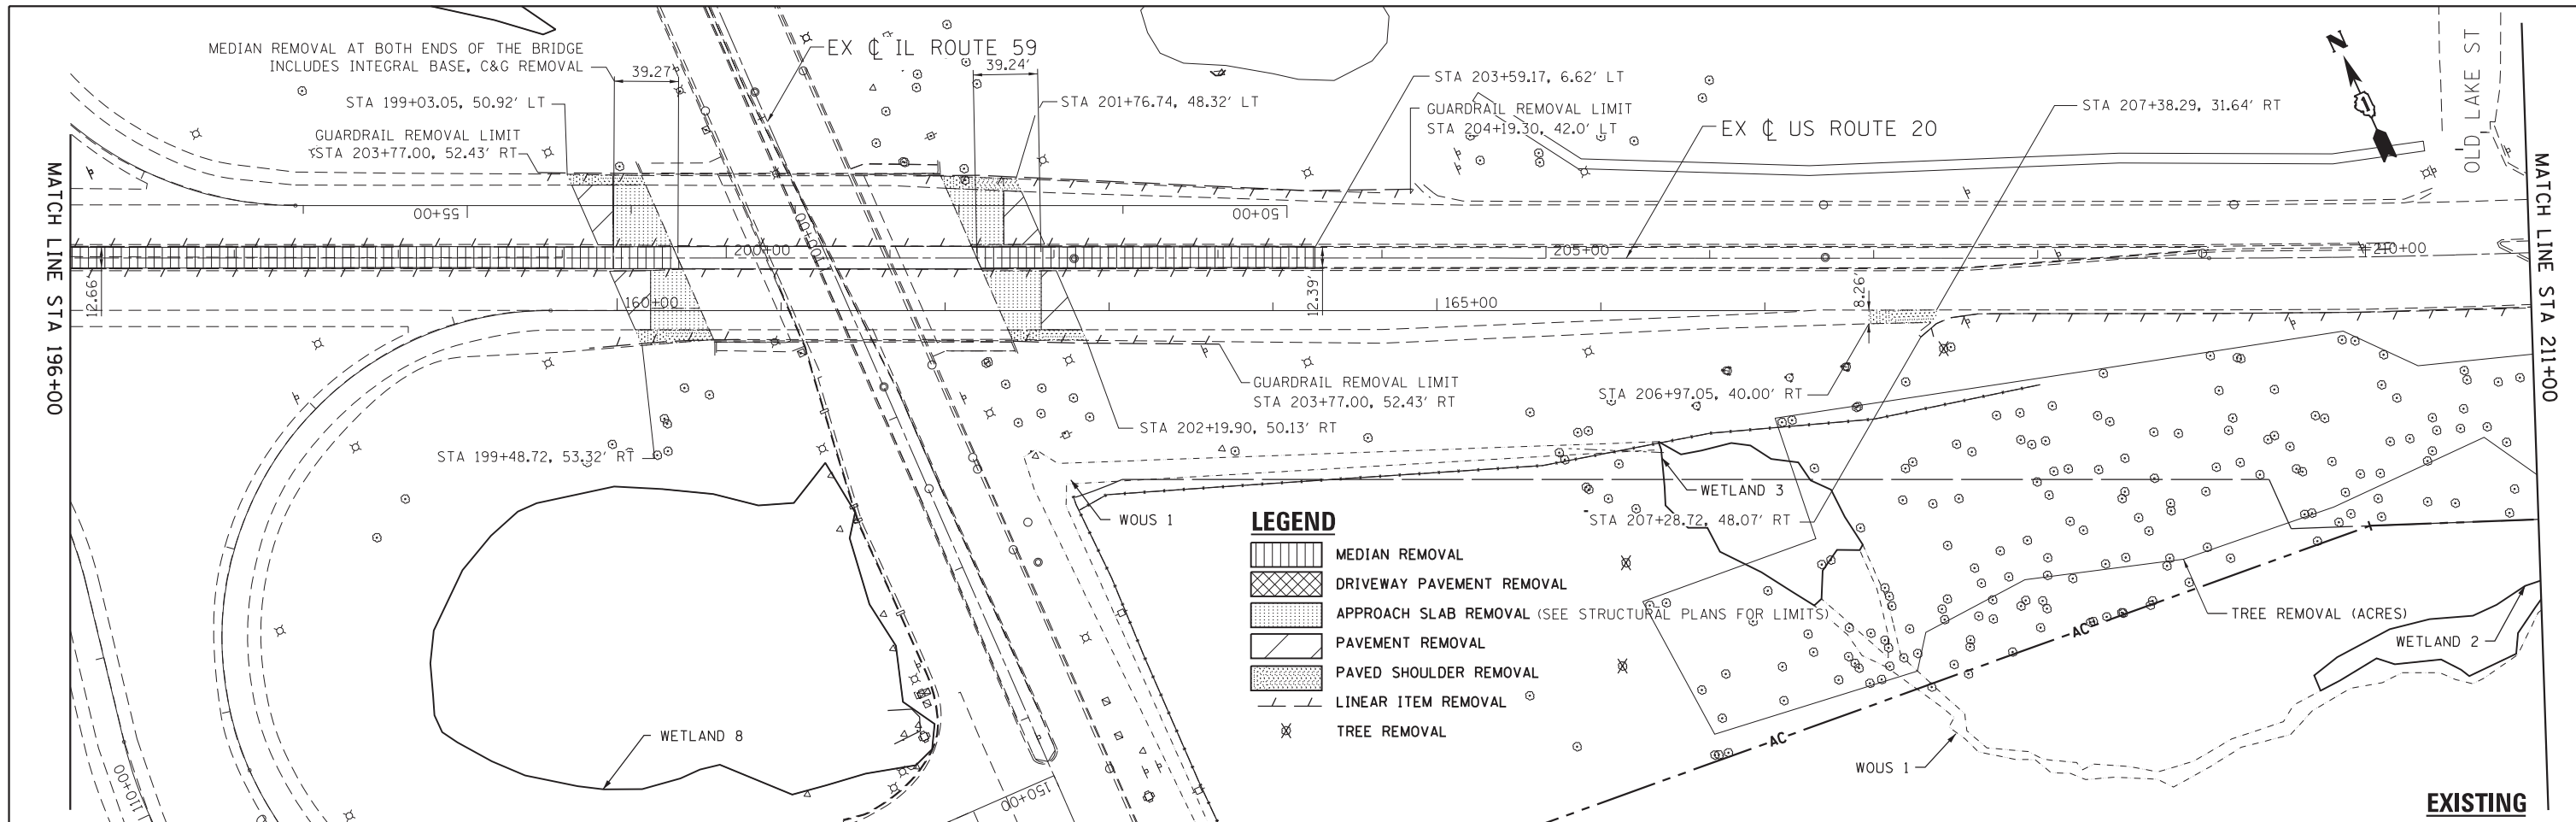 MEDIAN REMOVAL AT BOTH ENDS OF THE BRIDGE
INCLUDES INTEGRAL BASE, C&G REMOVAL
39.27'
EX ℄ IL ROUTE 59
39.24'
STA 199+03.05, 50.92' LT
GUARDRAIL REMOVAL LIMIT
STA 203+77.00, 52.43' RT
STA 201+76.74, 48.32' LT
STA 203+59.17, 6.62' LT
GUARDRAIL REMOVAL LIMIT
STA 204+19.30, 42.0' LT
EX ℄ US ROUTE 20
STA 207+38.29, 31.64' RT
N
OLD LAKE ST
MATCH LINE STA 196+00
MATCH LINE STA 211+00
00+55
00+05
200+00
205+00
210+00
12.66'
12.39'
8.26'
160+00
165+00
GUARDRAIL REMOVAL LIMIT
STA 203+77.00, 52.43' RT
STA 202+19.90, 50.13' RT
STA 199+48.72, 53.32' RT
STA 206+97.05, 40.00' RT
WETLAND 3
STA 207+28.72, 48.07' RT
WOUS 1
LEGEND
MEDIAN REMOVAL
DRIVEWAY PAVEMENT REMOVAL
APPROACH SLAB REMOVAL (SEE STRUCTURAL PLANS FOR LIMITS)
PAVEMENT REMOVAL
PAVED SHOULDER REMOVAL
LINEAR ITEM REMOVAL
TREE REMOVAL
TREE REMOVAL (ACRES)
WETLAND 2
AC
AC
WOUS 1
WETLAND 8
110+00
150+00
EXISTING